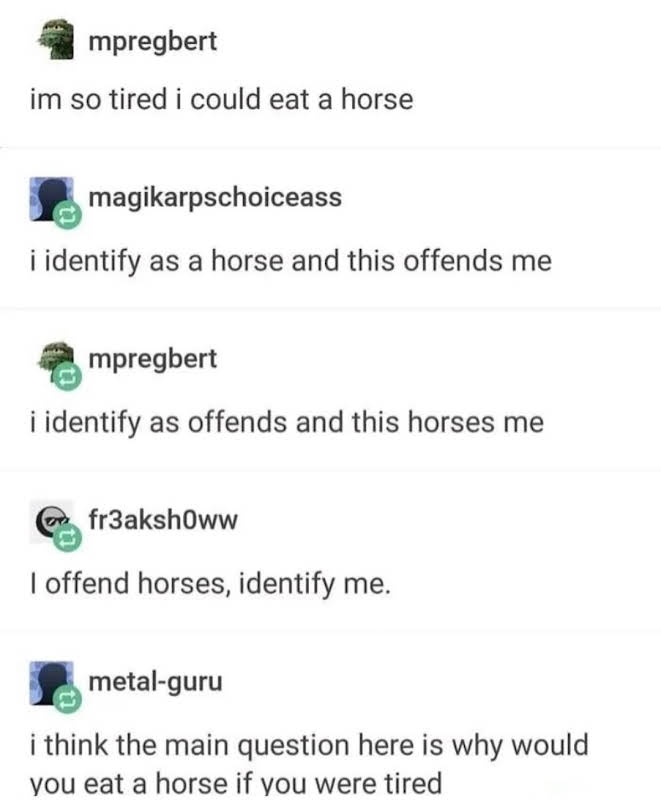 mpregbert
im so tired i could eat a horse
magikarpschoiceass
i identify as a horse and this offends me
mpregbert
i identify as offends and this horses me
fr3aksh0ww
I offend horses, identify me.
metal-guru
i think the main question here is why would
you eat a horse if you were tired